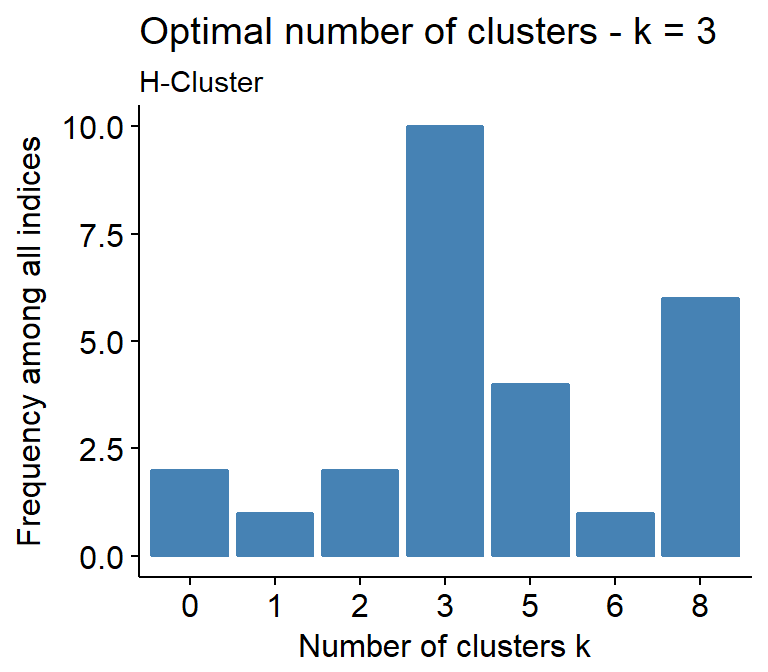 Optimal number of clusters - k = 3
H-Cluster
Frequency among all indices
10.0
7.5
5.0
2.5
0.0
0 1 2 3 5 6 8
Number of clusters k